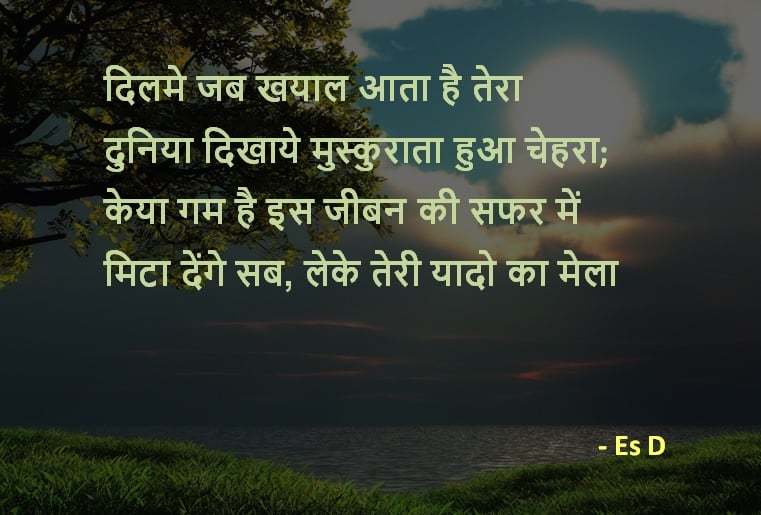 दिलमे जब खयाल आता है तेरा
दुनिया दिखाये मुस्कुराता हुआ चेहरा;
केया गम है इस जीबन की सफर में
मिटा देंगे सब, लेके तेरी यादो का मेला
- Es D